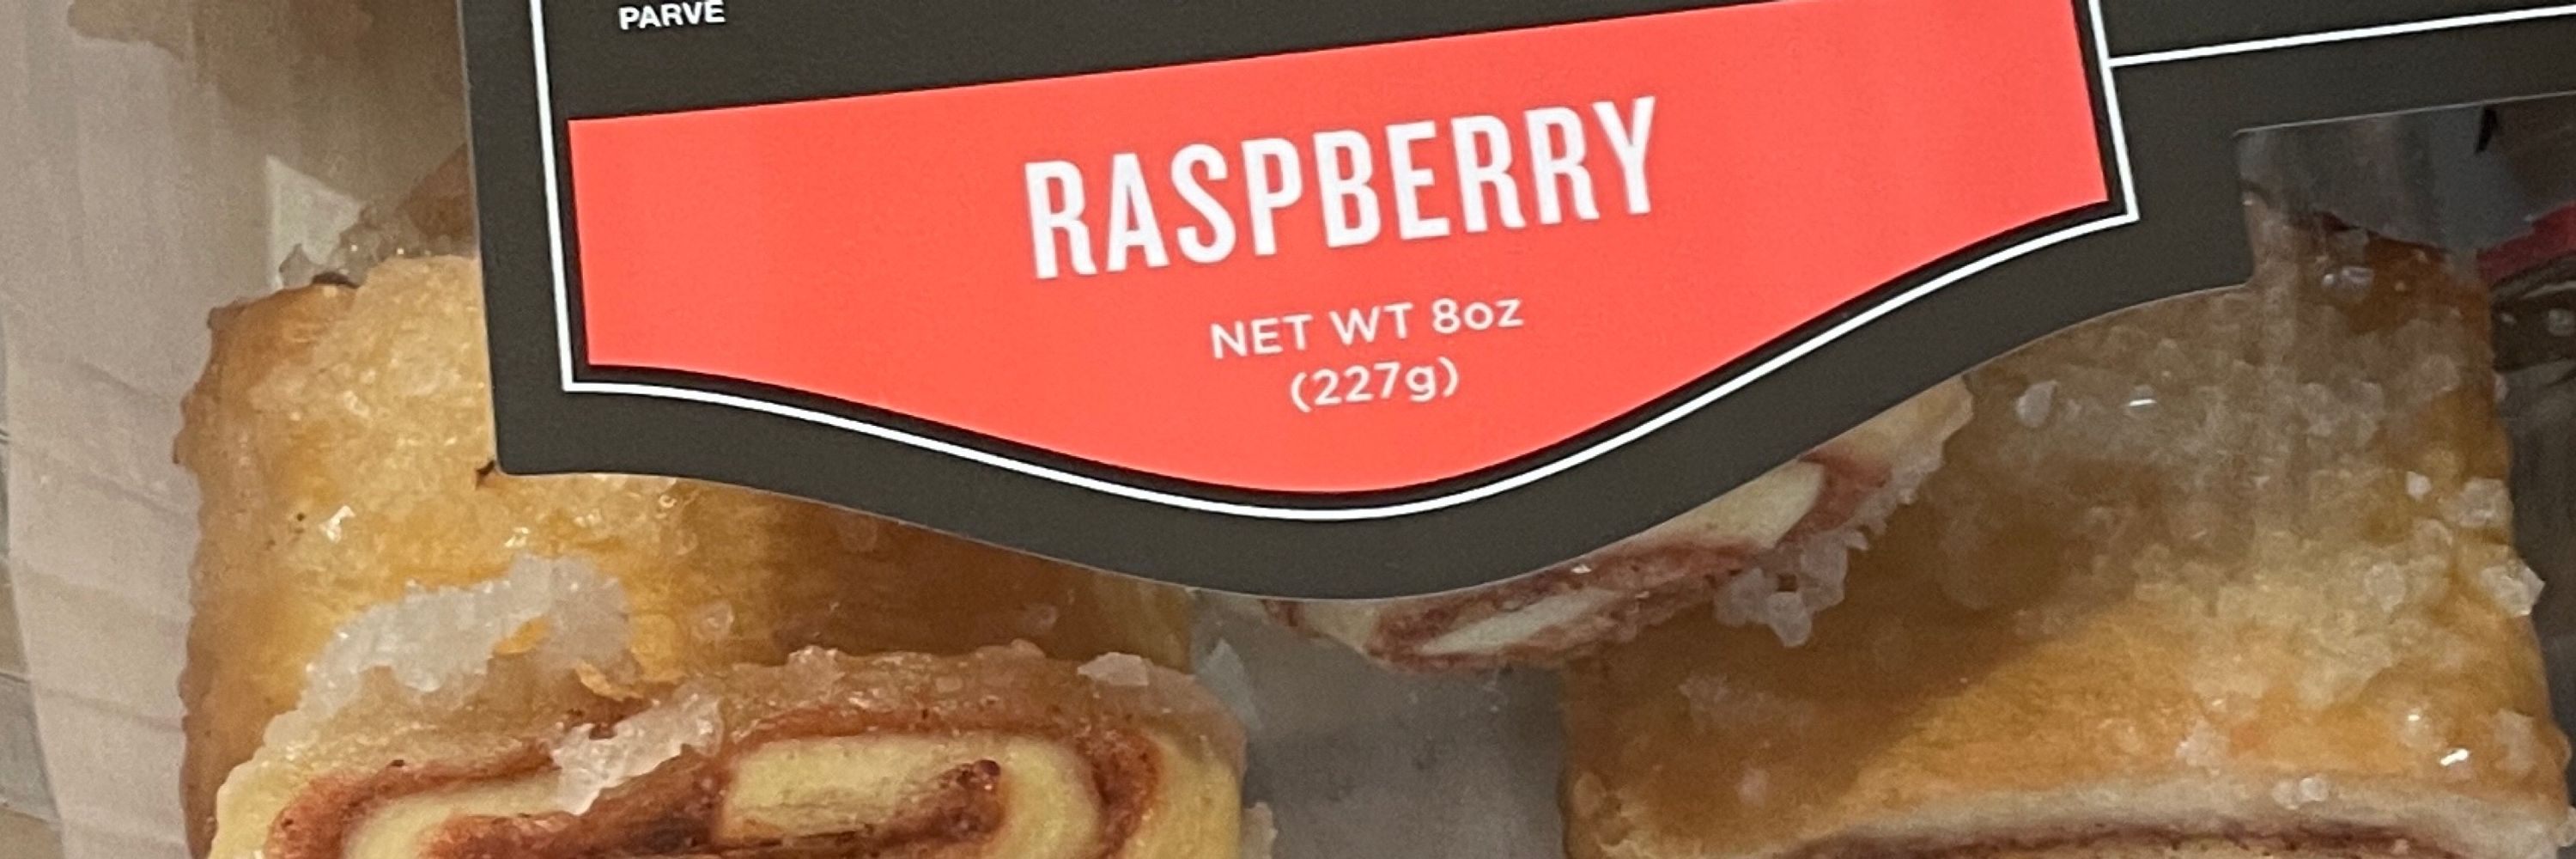 PARVE
RASPBERRY
NET WT 8oz
(227g)